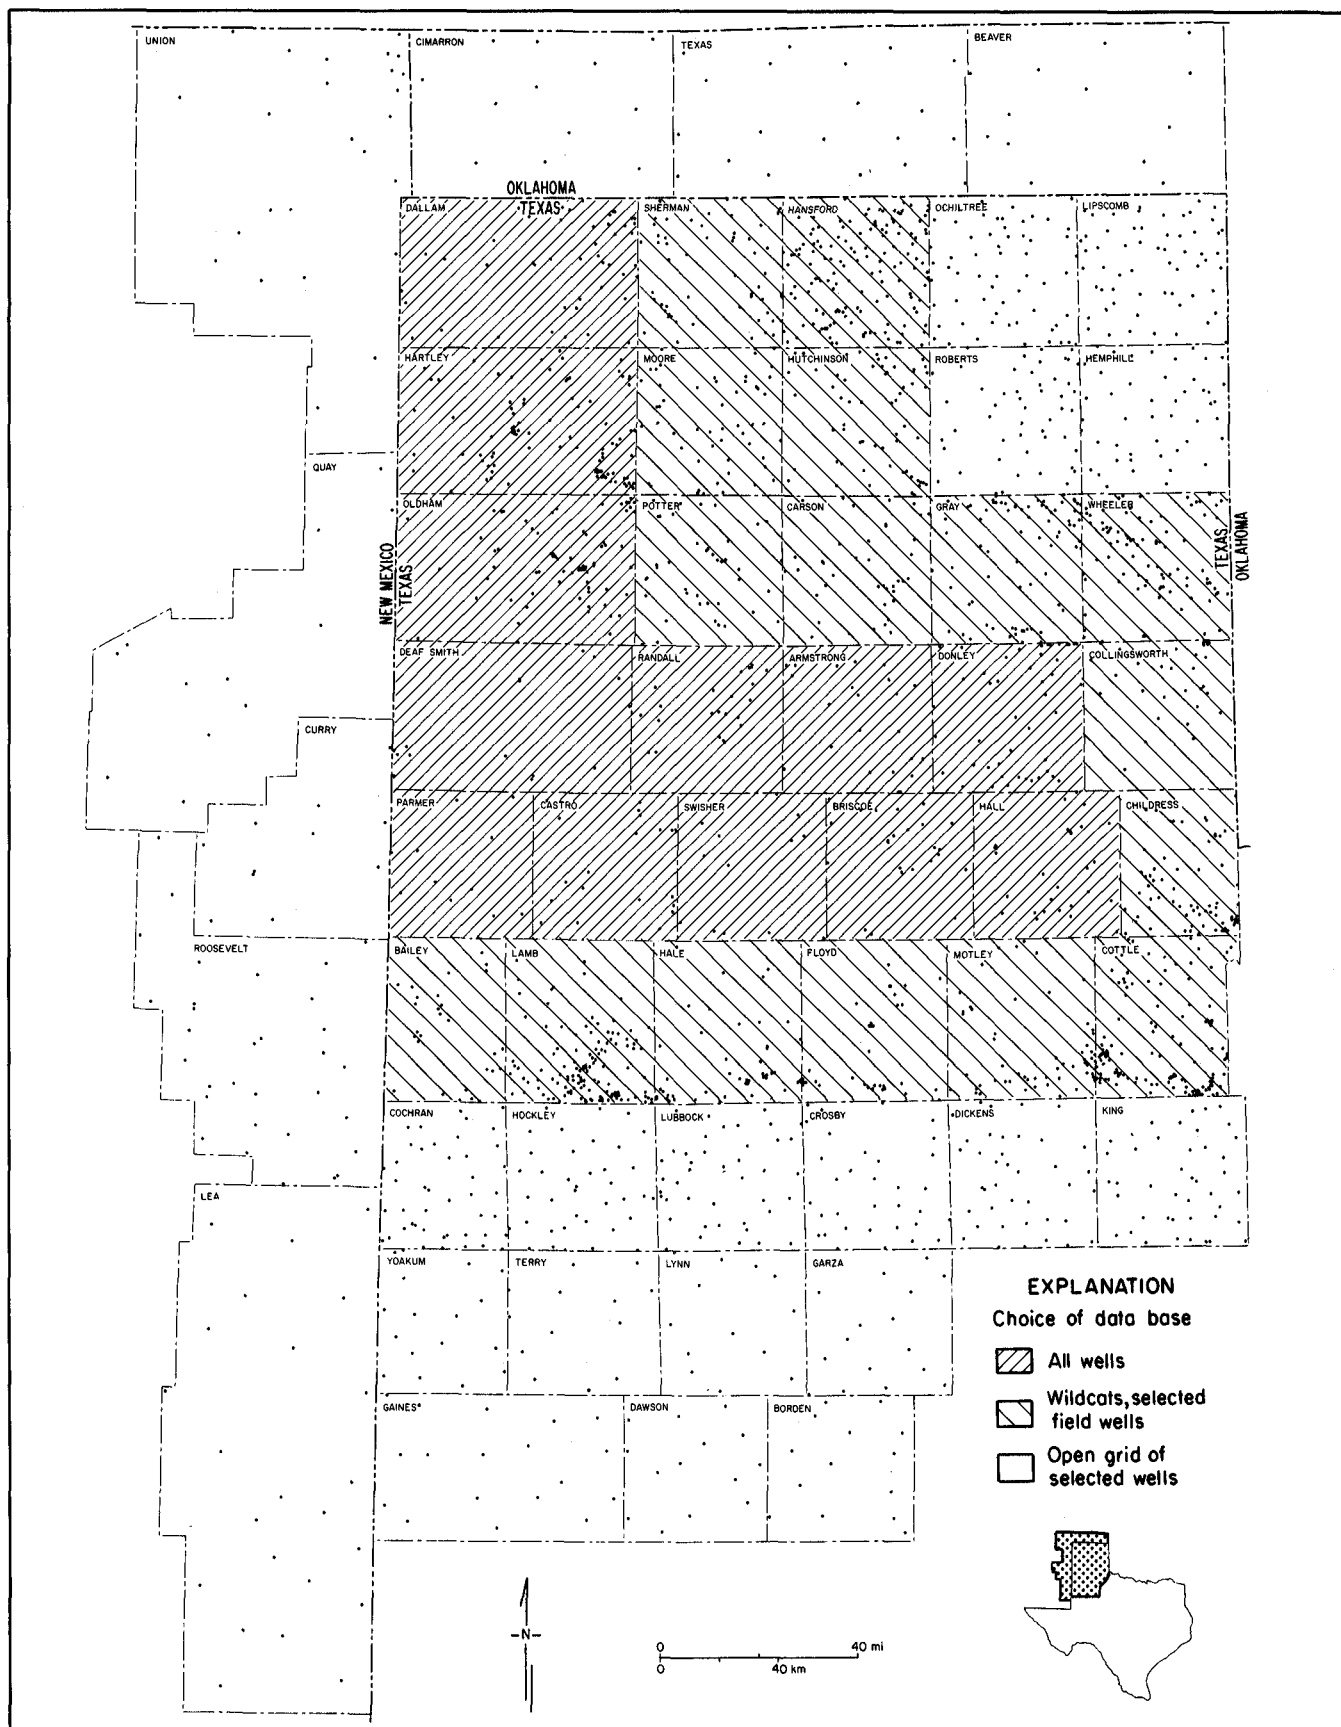 UNION
CIMARRON
TEXAS
BEAVER
OKLAHOMA
TEXAS
DALLAM
SHERMAN
HANSFORD
OCHILTREE
LIPSCOMB
HARTLEY
MOORE
HUTCHINSON
ROBERTS
HEMPHILL
QUAY
OLDHAM
POTTER
CARSON
GRAY
WHEELER
NEW MEXICO
TEXAS
TEXAS
OKLAHOMA
DEAF SMITH
RANDALL
ARMSTRONG
DONLEY
COLLINGSWORTH
CURRY
PARMER
CASTRO
SWISHER
BRISCOE
HALL
CHILDRESS
ROOSEVELT
BAILEY
LAMB
HALE
FLOYD
MOTLEY
COTTLE
COCHRAN
HOCKLEY
LUBBOCK
CROSBY
DICKENS
KING
LEA
YOAKUM
TERRY
LYNN
GARZA
GAINES
DAWSON
BORDEN
EXPLANATION
Choice of data base
All wells
Wildcats, selected
field wells
Open grid of
selected wells
-N-
0 40 mi
0 40 km